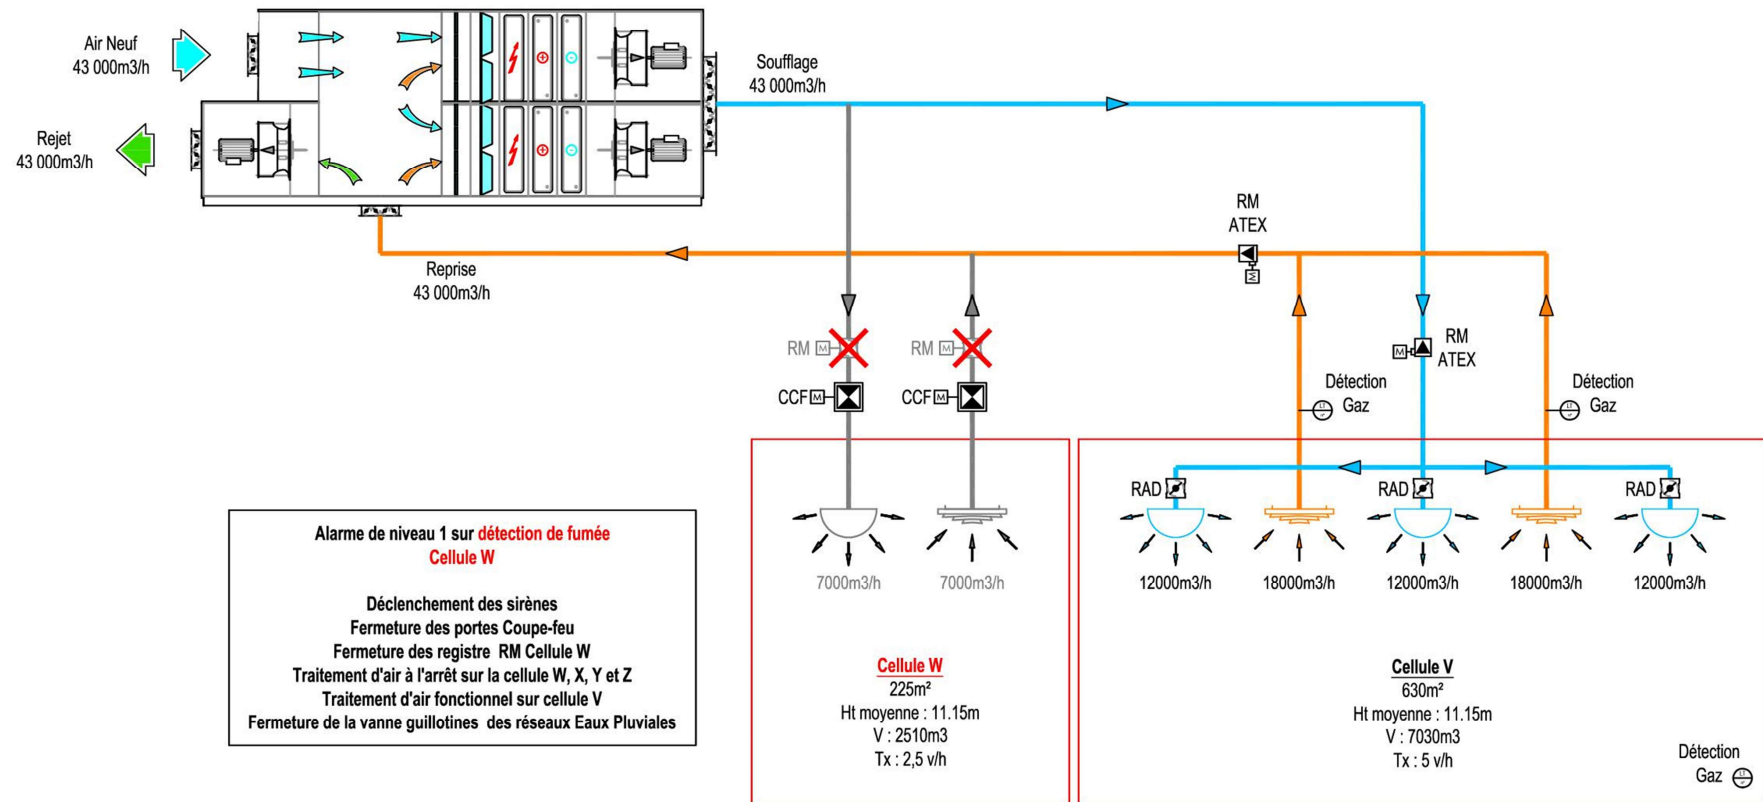 Air Neuf
43 000m3/h
Rejet
43 000m3/h
Soufflage
43 000m3/h
Reprise
43 000m3/h
RM
ATEX
RM
ATEX
RM M
RM M
CCF M
CCF M
M
M
Détection
Gaz
Détection
Gaz
RAD
RAD
RAD
7000m3/h
7000m3/h
12000m3/h
18000m3/h
12000m3/h
18000m3/h
12000m3/h
Alarme de niveau 1 sur détection de fumée
Cellule W
Déclenchement des sirènes
Fermeture des portes Coupe-feu
Fermeture des registre RM Cellule W
Traitement d'air à l'arrêt sur la cellule W, X, Y et Z
Traitement d'air fonctionnel sur cellule V
Fermeture de la vanne guillotines des réseaux Eaux Pluviales
Cellule W
225m²
Ht moyenne : 11.15m
V : 2510m3
Tx : 2,5 v/h
Cellule V
630m²
Ht moyenne : 11.15m
V : 7030m3
Tx : 5 v/h
Détection
Gaz